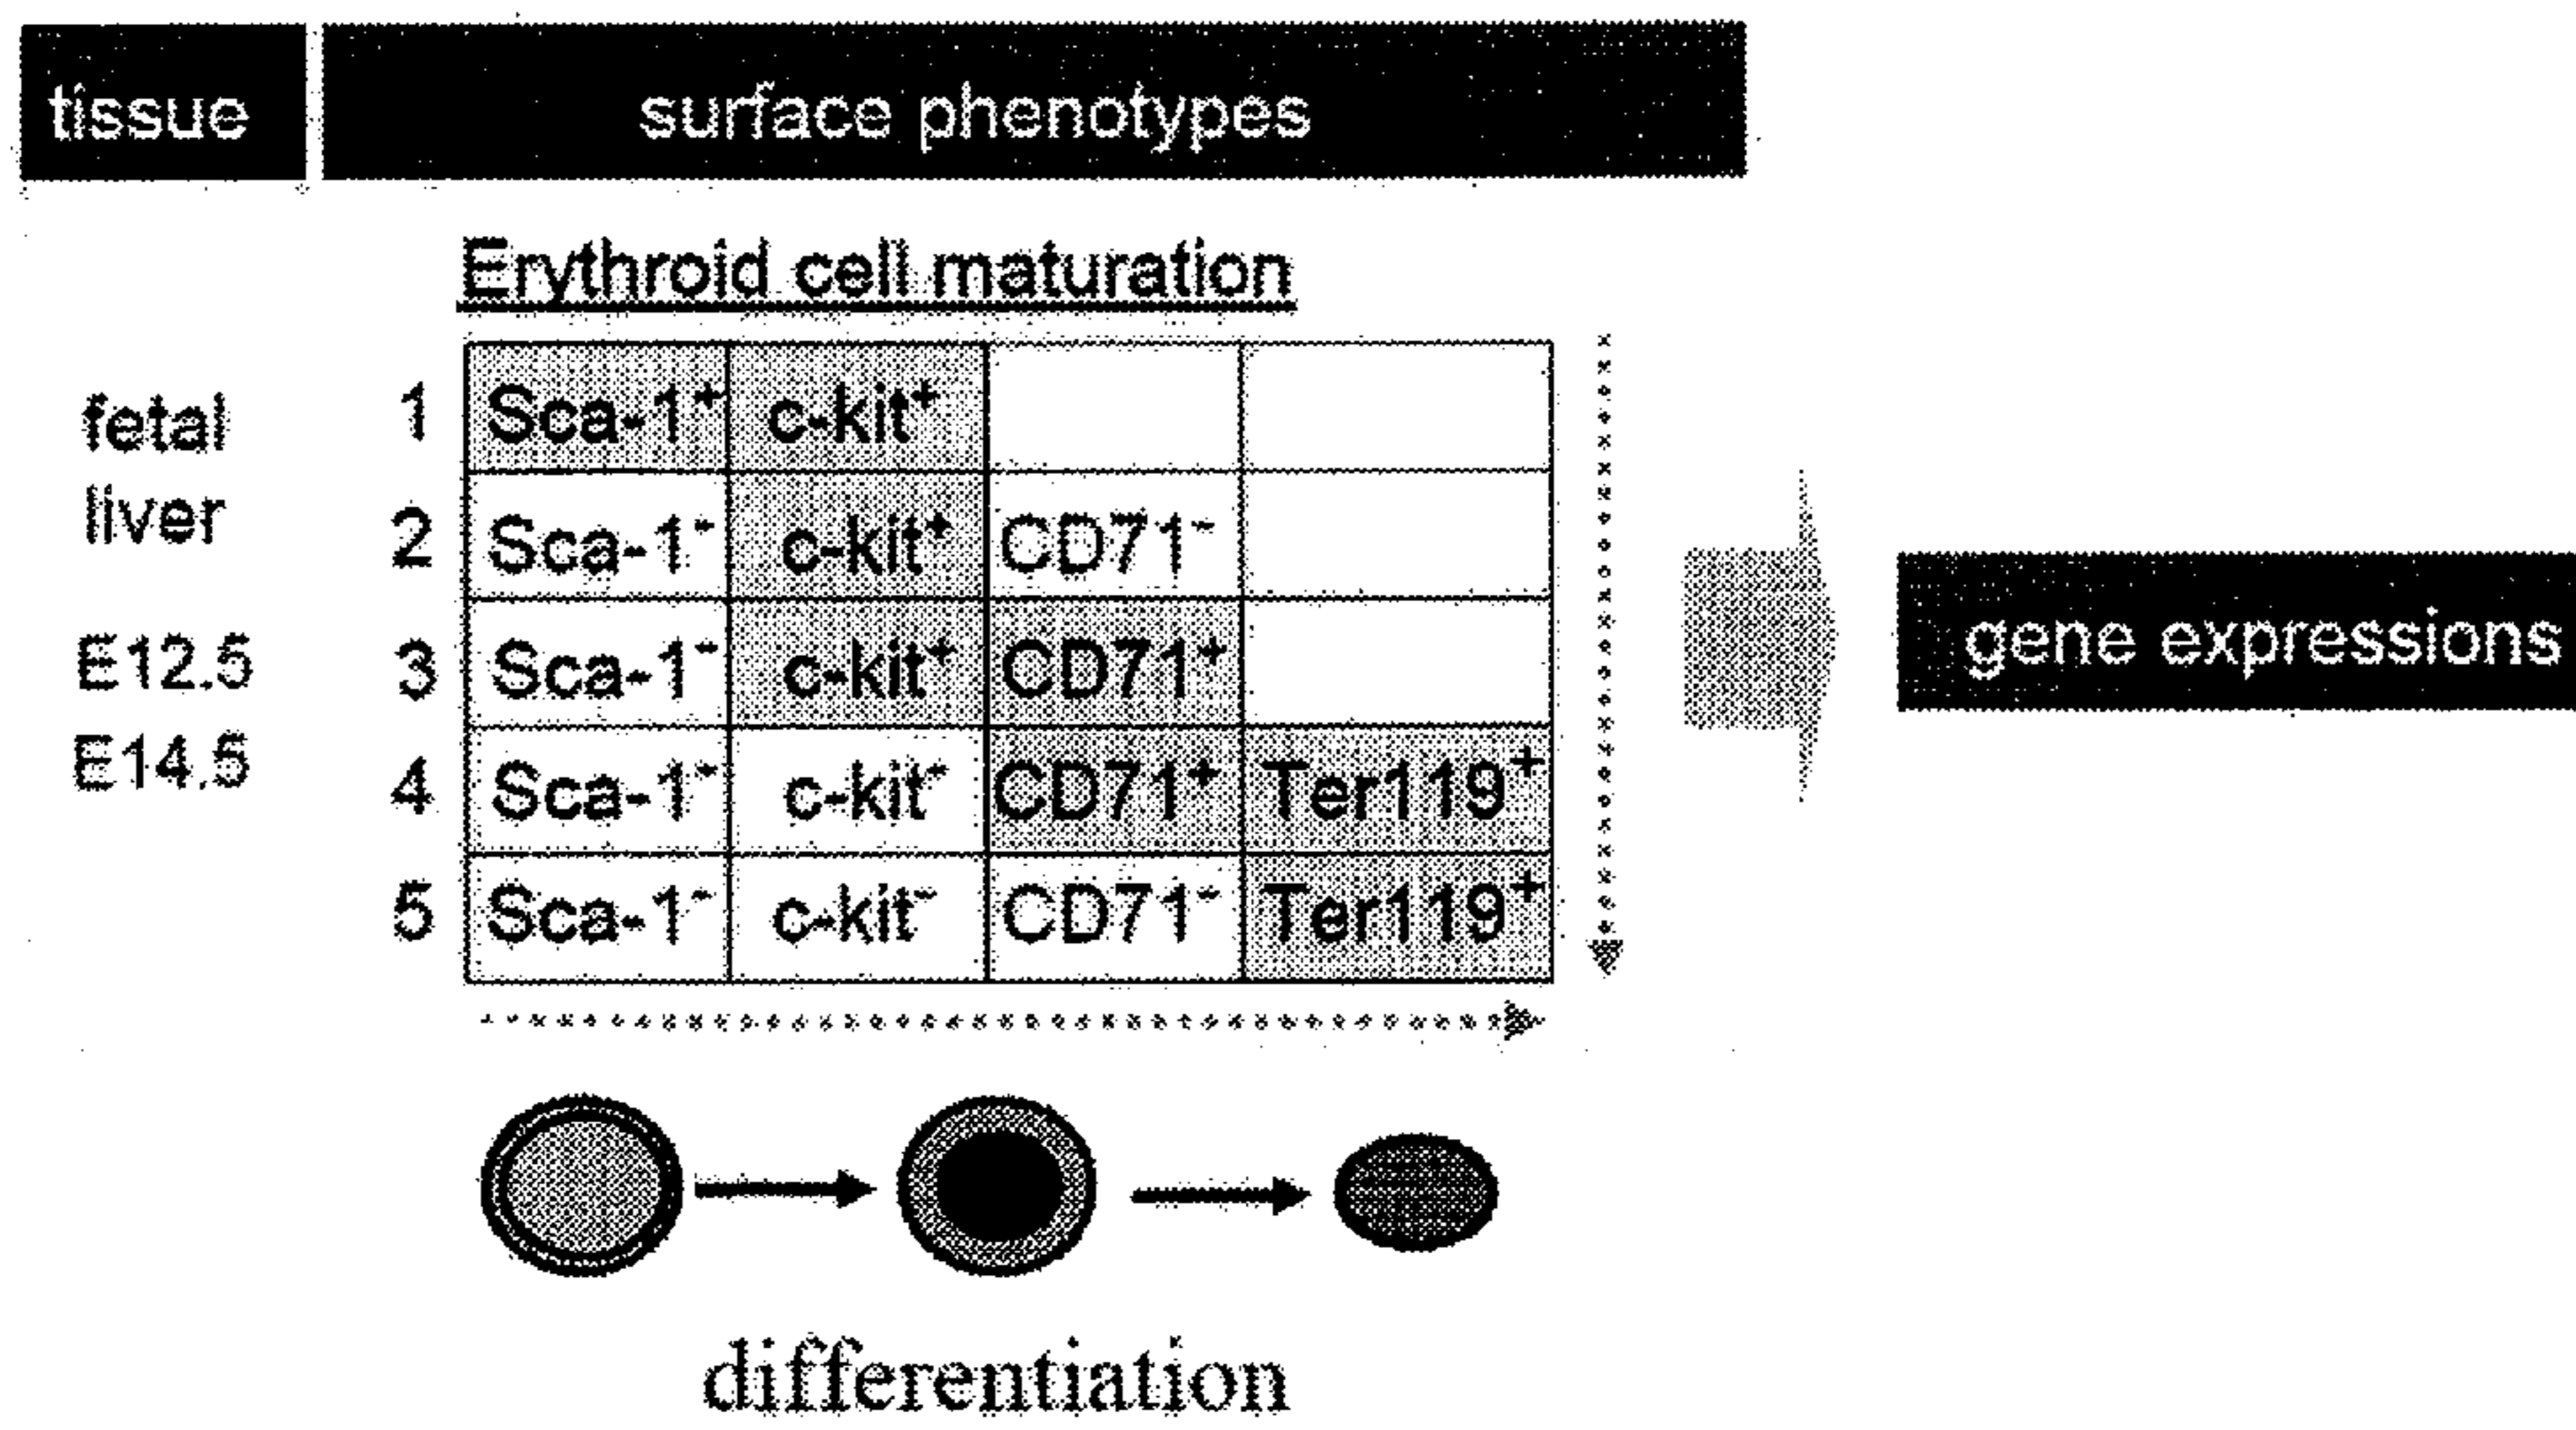 tissue surface phenotypes
Erythroid cell maturation
fetal
liver
E12.5
E14.5
1 Sca-1⁺ c-kit⁺
2 Sca-1⁻ c-kit⁺ CD71⁻
3 Sca-1⁻ c-kit⁺ CD71⁺
4 Sca-1⁻ c-kit⁻ CD71⁺ Ter119⁺
5 Sca-1⁻ c-kit⁻ CD71⁻ Ter119⁺
gene expressions
differentiation